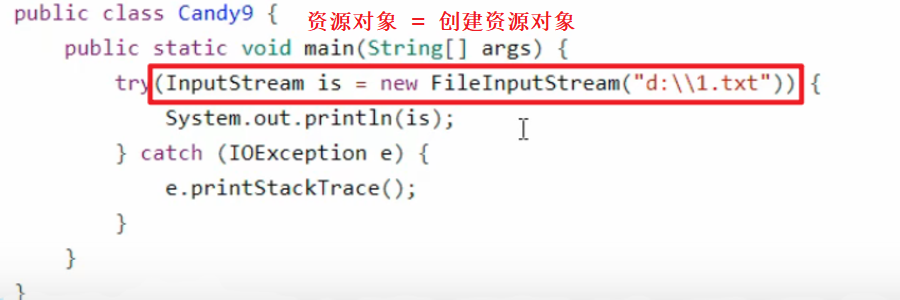 public class Candy9 {
资源对象 = 创建资源对象
public static void main(String[] args) {
try(InputStream is = new FileInputStream("d:\\1.txt")) {
System.out.println(is);
} catch (IOException e) {
e.printStackTrace();
}
}
}